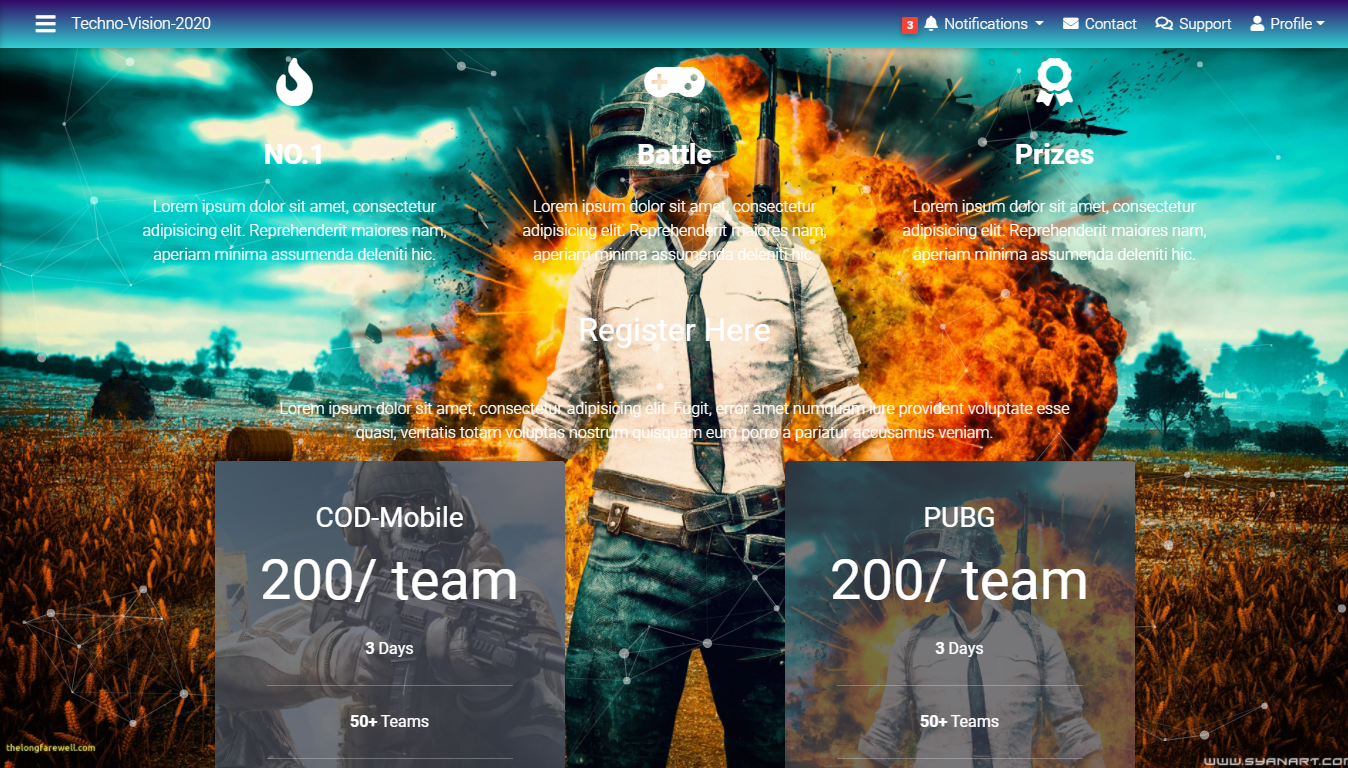 Techno-Vision-2020
3 Notifications Contact Support Profile
NO.1
Lorem ipsum dolor sit amet, consectetur
adipisicing elit. Reprehenderit maiores nam,
aperiam minima assumenda deleniti hic.
Battle
Lorem ipsum dolor sit amet, consectetur
adipisicing elit. Reprehenderit maiores nam,
aperiam minima assumenda deleniti hic.
Prizes
Lorem ipsum dolor sit amet, consectetur
adipisicing elit. Reprehenderit maiores nam,
aperiam minima assumenda deleniti hic.
Register Here
Lorem ipsum dolor sit amet, consectetur adipisicing elit. Fugit, error amet numquam iure provident voluptate esse
quasi, veritatis totam voluptas nostrum quisquam eum porro a pariatur accusamus veniam.
COD-Mobile
200/ team
3 Days
50+ Teams
PUBG
200/ team
3 Days
50+ Teams
thelongfarewell.com
www.syanart.com